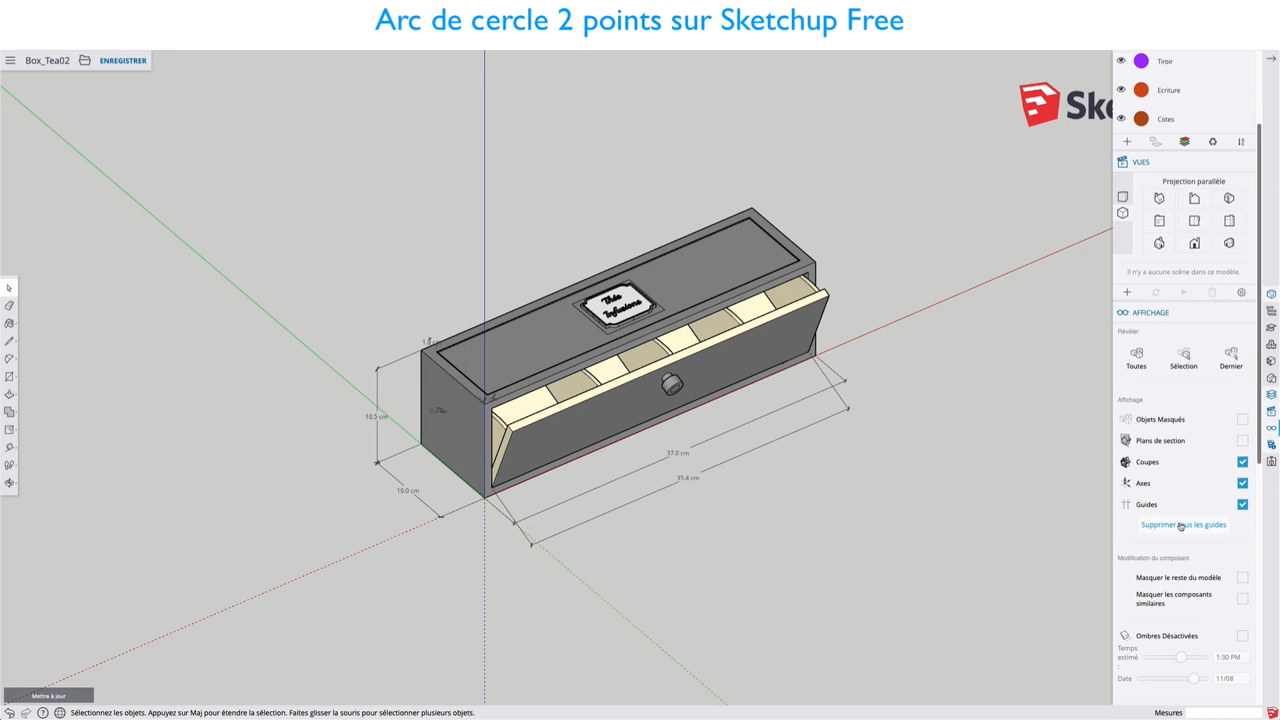 Arc de cercle 2 points sur Sketchup Free
Box_Tea02
ENREGISTRER
Tiroir
Ecriture
Cotes
Ske
VUES
Projection parallèle
Il n'y a aucune scène dans ce modèle.
AFFICHAGE
Révéler
Toutes
Sélection
Dernier
Affichage
Objets Masqués
Plans de section
Coupes
Axes
Guides
Supprimer tous les guides
Modification du composant
Masquer le reste du modèle
Masquer les composants
similaires
Ombres Désactivées
Temps
estimé
:
1:30 PM
Date
11/08
Thés
Infusions
10.5 cm
10.0 cm
37.0 cm
35.4 cm
Mettre à jour
Sélectionnez les objets. Appuyez sur Maj pour étendre la sélection. Faites glisser la souris pour sélectionner plusieurs objets.
Mesures